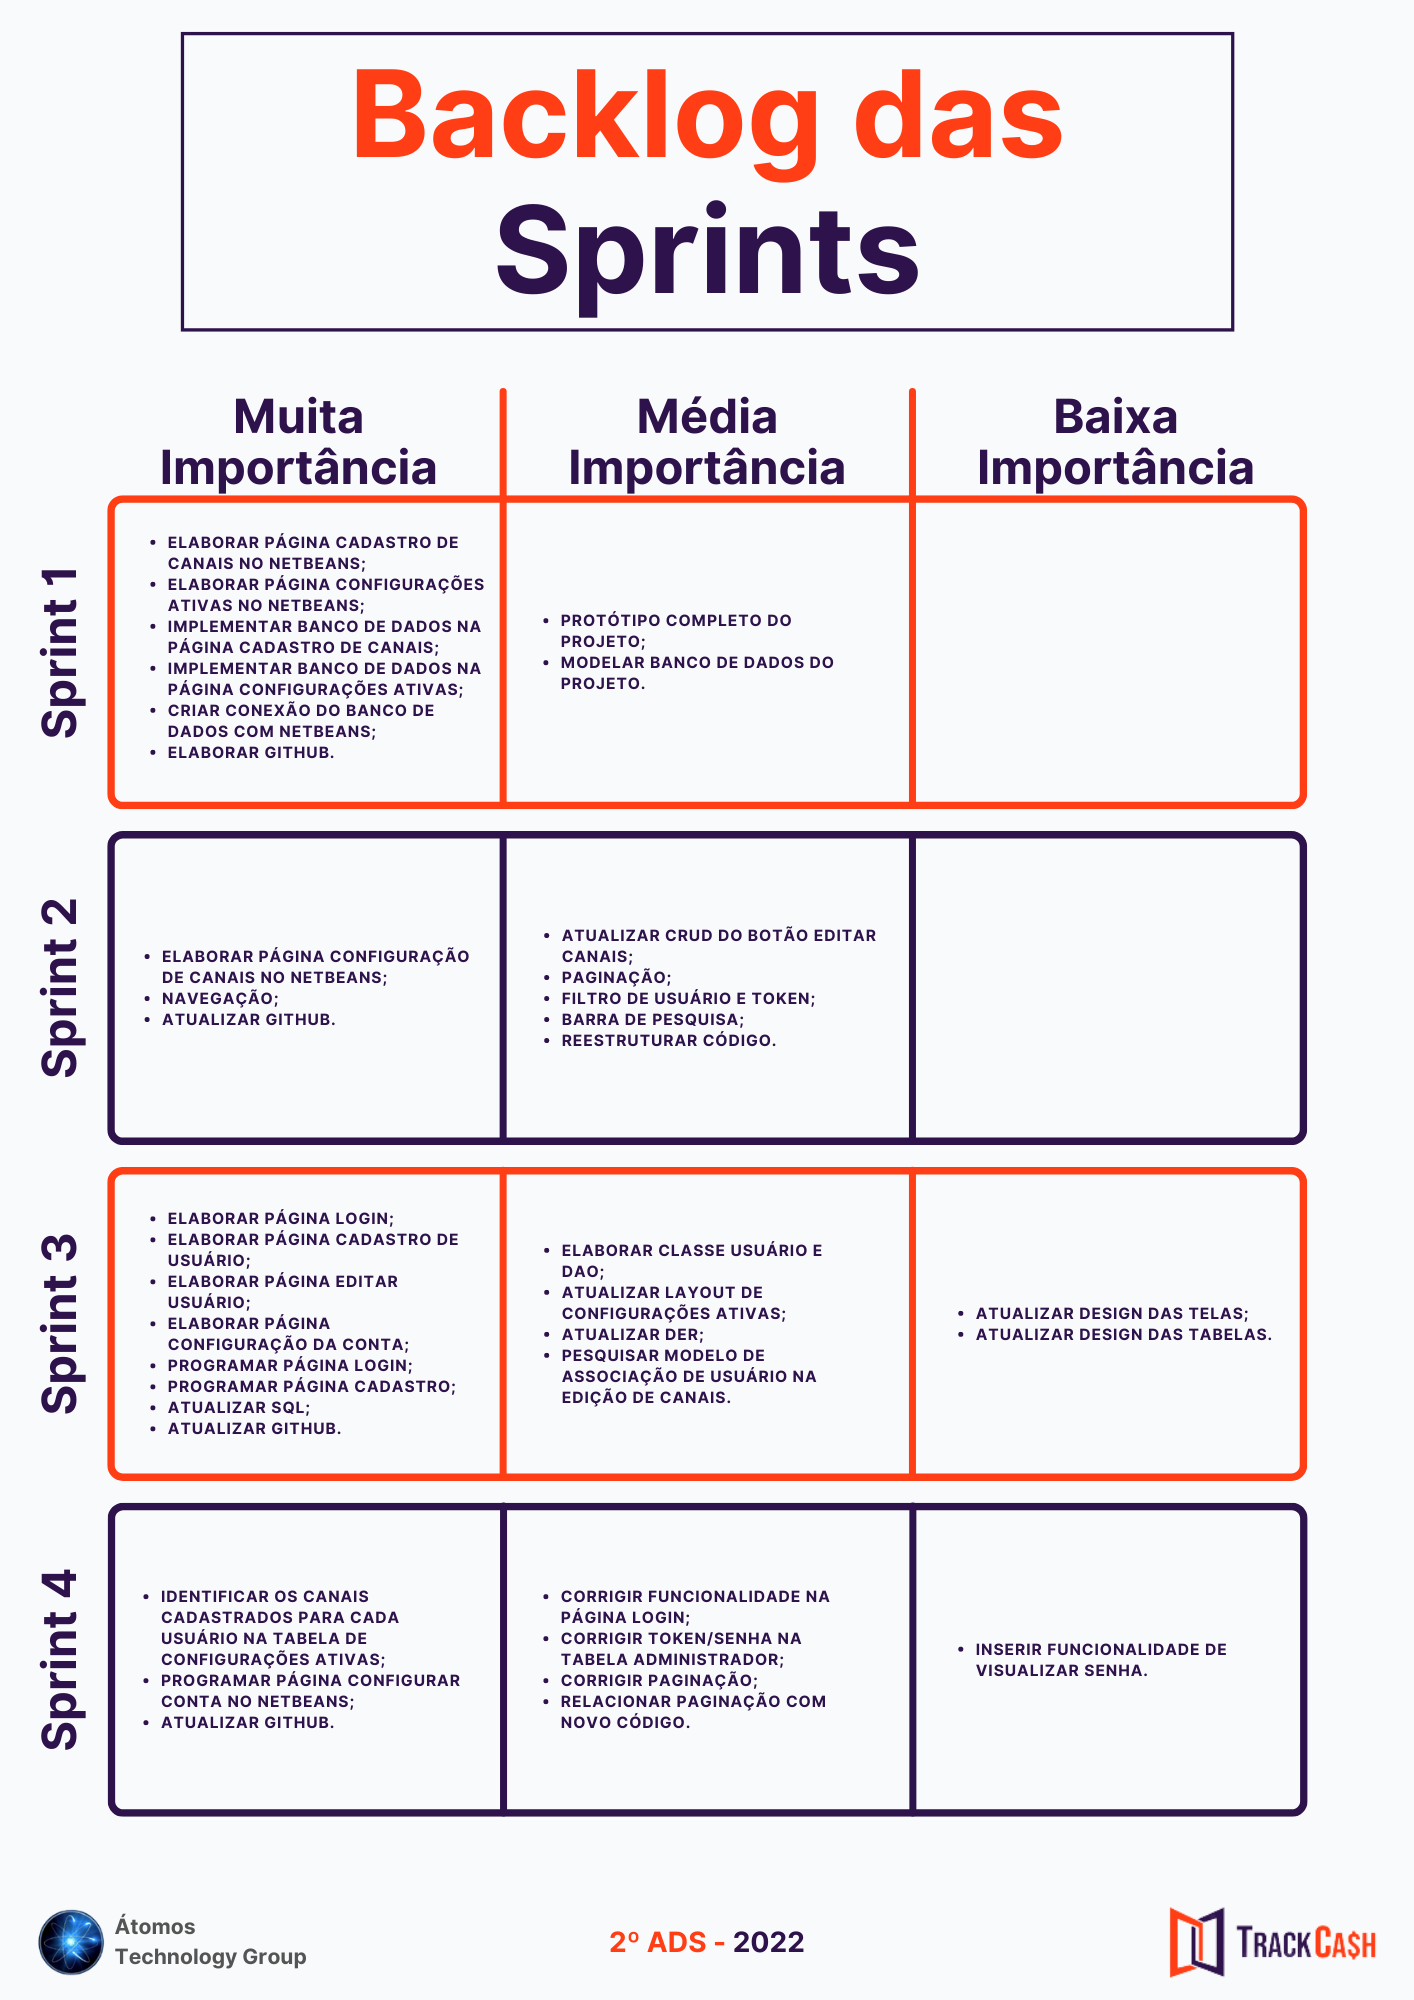 Backlog das
Sprints
Muita
Importância
Média
Importância
Baixa
Importância
Sprint 1
ELABORAR PÁGINA CADASTRO DE
CANAIS NO NETBEANS;
ELABORAR PÁGINA CONFIGURAÇÕES
ATIVAS NO NETBEANS;
IMPLEMENTAR BANCO DE DADOS NA
PÁGINA CADASTRO DE CANAIS;
IMPLEMENTAR BANCO DE DADOS NA
PÁGINA CONFIGURAÇÕES ATIVAS;
CRIAR CONEXÃO DO BANCO DE
DADOS COM NETBEANS;
ELABORAR GITHUB.
PROTÓTIPO COMPLETO DO
PROJETO;
MODELAR BANCO DE DADOS DO
PROJETO.
Sprint 2
ELABORAR PÁGINA CONFIGURAÇÃO
DE CANAIS NO NETBEANS;
NAVEGAÇÃO;
ATUALIZAR GITHUB.
ATUALIZAR CRUD DO BOTÃO EDITAR
CANAIS;
PAGINAÇÃO;
FILTRO DE USUÁRIO E TOKEN;
BARRA DE PESQUISA;
REESTRUTURAR CÓDIGO.
Sprint 3
ELABORAR PÁGINA LOGIN;
ELABORAR PÁGINA CADASTRO DE
USUÁRIO;
ELABORAR PÁGINA EDITAR
USUÁRIO;
ELABORAR PÁGINA
CONFIGURAÇÃO DA CONTA;
PROGRAMAR PÁGINA LOGIN;
PROGRAMAR PÁGINA CADASTRO;
ATUALIZAR SQL;
ATUALIZAR GITHUB.
ELABORAR CLASSE USUÁRIO E
DAO;
ATUALIZAR LAYOUT DE
CONFIGURAÇÕES ATIVAS;
ATUALIZAR DER;
PESQUISAR MODELO DE
ASSOCIAÇÃO DE USUÁRIO NA
EDIÇÃO DE CANAIS.
ATUALIZAR DESIGN DAS TELAS;
ATUALIZAR DESIGN DAS TABELAS.
Sprint 4
IDENTIFICAR OS CANAIS
CADASTRADOS PARA CADA
USUÁRIO NA TABELA DE
CONFIGURAÇÕES ATIVAS;
PROGRAMAR PÁGINA CONFIGURAR
CONTA NO NETBEANS;
ATUALIZAR GITHUB.
CORRIGIR FUNCIONALIDADE NA
PÁGINA LOGIN;
CORRIGIR TOKEN/SENHA NA
TABELA ADMINISTRADOR;
CORRIGIR PAGINAÇÃO;
RELACIONAR PAGINAÇÃO COM
NOVO CÓDIGO.
INSERIR FUNCIONALIDADE DE
VISUALIZAR SENHA.
Átomos
Technology Group
2º ADS - 2022
TRACKCA$H